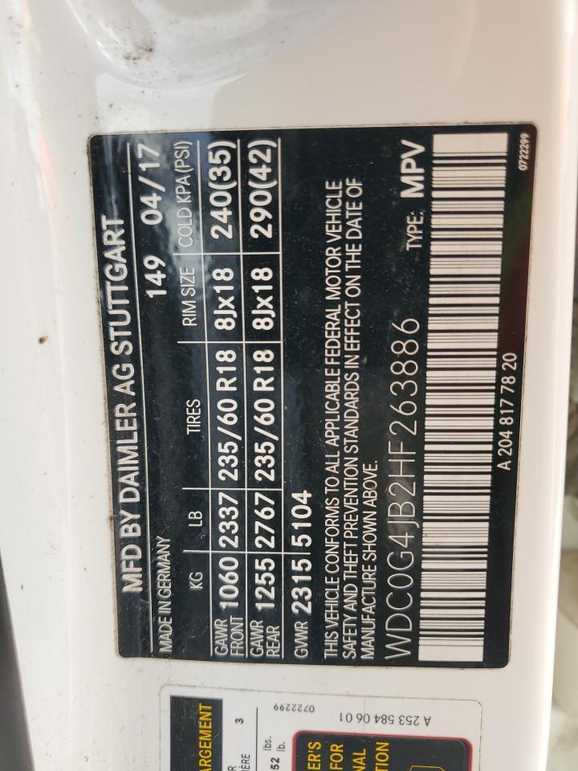 MFD BY DAIMLER AG STUTTGART
MADE IN GERMANY 149 04/17
KG LB TIRES RIM SIZE COLD KPA(PSI)
GAWR FRONT 1060 2337 235/60 R18 8Jx18 240(35)
GAWR REAR 1255 2767 235/60 R18 8Jx18 290(42)
GVWR 2315 5104
THIS VEHICLE CONFORMS TO ALL APPLICABLE FEDERAL MOTOR VEHICLE
SAFETY AND THEFT PREVENTION STANDARDS IN EFFECT ON THE DATE OF
MANUFACTURE SHOWN ABOVE.
WDC0G4JB2HF263886 TYPE: MPV
A 204 817 78 20
0722299
ARGEMENT
3
lbs.
lb.
0722299
A 253 584 06 01